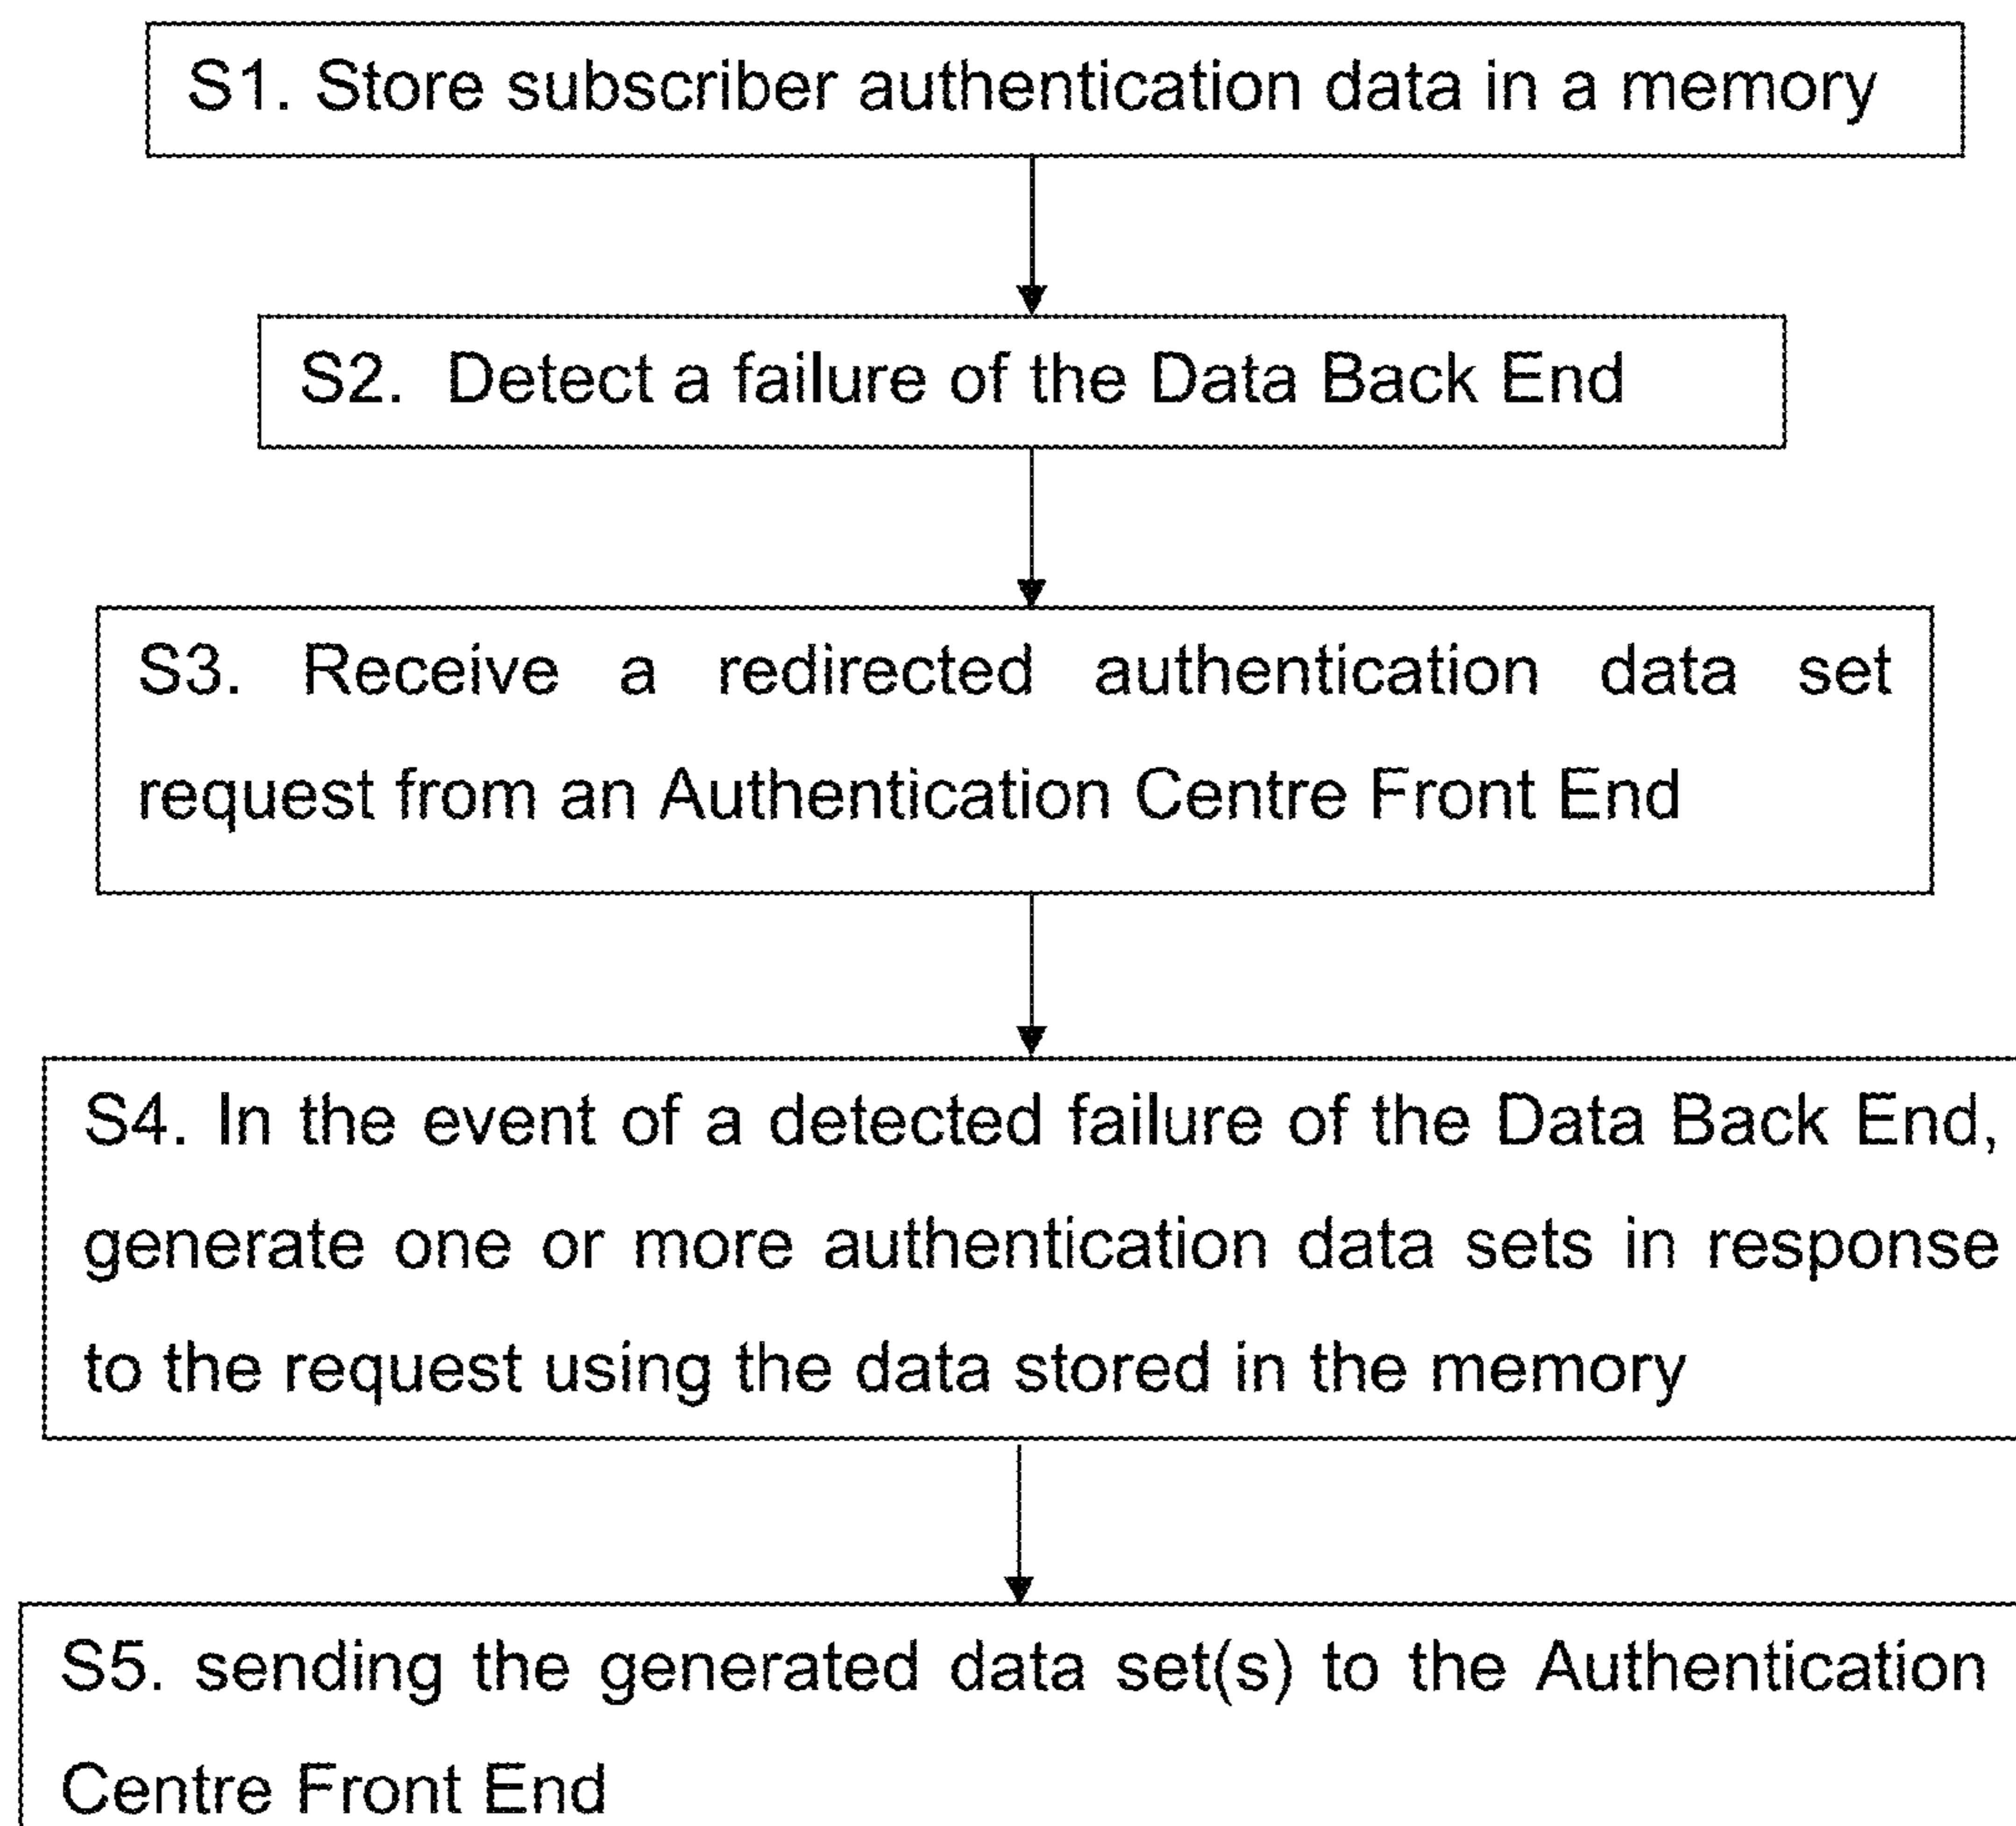 S1. Store subscriber authentication data in a memory
S2. Detect a failure of the Data Back End
S3. Receive a redirected authentication data set
request from an Authentication Centre Front End
S4. In the event of a detected failure of the Data Back End,
generate one or more authentication data sets in response
to the request using the data stored in the memory
S5. sending the generated data set(s) to the Authentication
Centre Front End